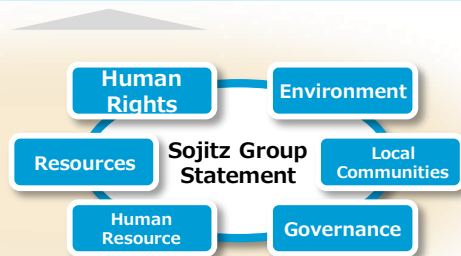 Human
Rights
Environment
Resources
Sojitz Group
Statement
Local
Communities
Human
Resource
Governance